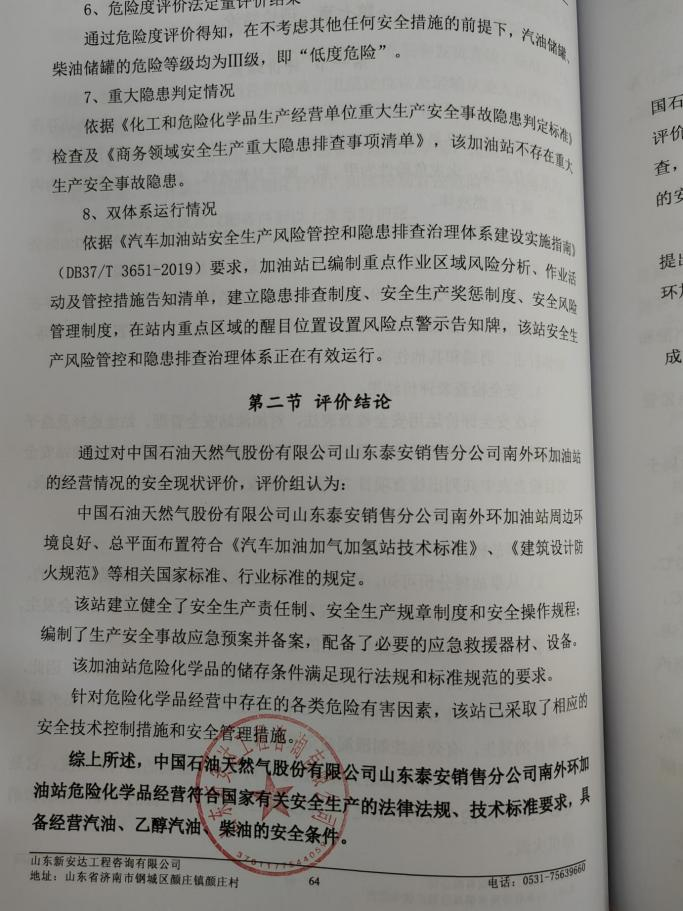 6、危险度评价法定量评价结果
通过危险度评价得知，在不考虑其他任何安全措施的前提下，汽油储罐、
柴油储罐的危险等级均为Ⅲ级，即“低度危险”。
7、重大隐患判定情况
依据《化工和危险化学品生产经营单位重大生产安全事故隐患判定标准》
检查及《商务领域安全生产重大隐患排查事项清单》，该加油站不存在重大
生产安全事故隐患。
8、双体系运行情况
依据《汽车加油站安全生产风险管控和隐患排查治理体系建设实施指南》
（DB37/T 3651-2019）要求，加油站已编制重点作业区域风险分析、作业活
动及管控措施告知清单，建立隐患排查制度、安全生产奖惩制度、安全风险
管理制度，在站内重点区域的醒目位置设置风险点警示告知牌，该站安全生
产风险管控和隐患排查治理体系正在有效运行。
第二节 评价结论
通过对中国石油天然气股份有限公司山东泰安销售分公司南外环加油站
的经营情况的安全现状评价，评价组认为：
中国石油天然气股份有限公司山东泰安销售分公司南外环加油站周边环
境良好、总平面布置符合《汽车加油加气加氢站技术标准》、《建筑设计防
火规范》等相关国家标准、行业标准的规定。
该站建立健全了安全生产责任制、安全生产规章制度和安全操作规程；
编制了生产安全事故应急预案并备案，配备了必要的应急救援器材、设备。
该加油站危险化学品的储存条件满足现行法规和标准规范的要求。
针对危险化学品经营中存在的各类危险有害因素，该站已采取了相应的
安全技术控制措施和安全管理措施。
综上所述，中国石油天然气股份有限公司山东泰安销售分公司南外环加
油站危险化学品经营符合国家有关安全生产的法律法规、技术标准要求，具
备经营汽油、乙醇汽油、柴油的安全条件。
山东新安达工程咨询有限公司
地址：山东省济南市钢城区颜庄镇颜庄村
64
电话：0531-75639660
国石
评价
查，
的安
提出
环加
成